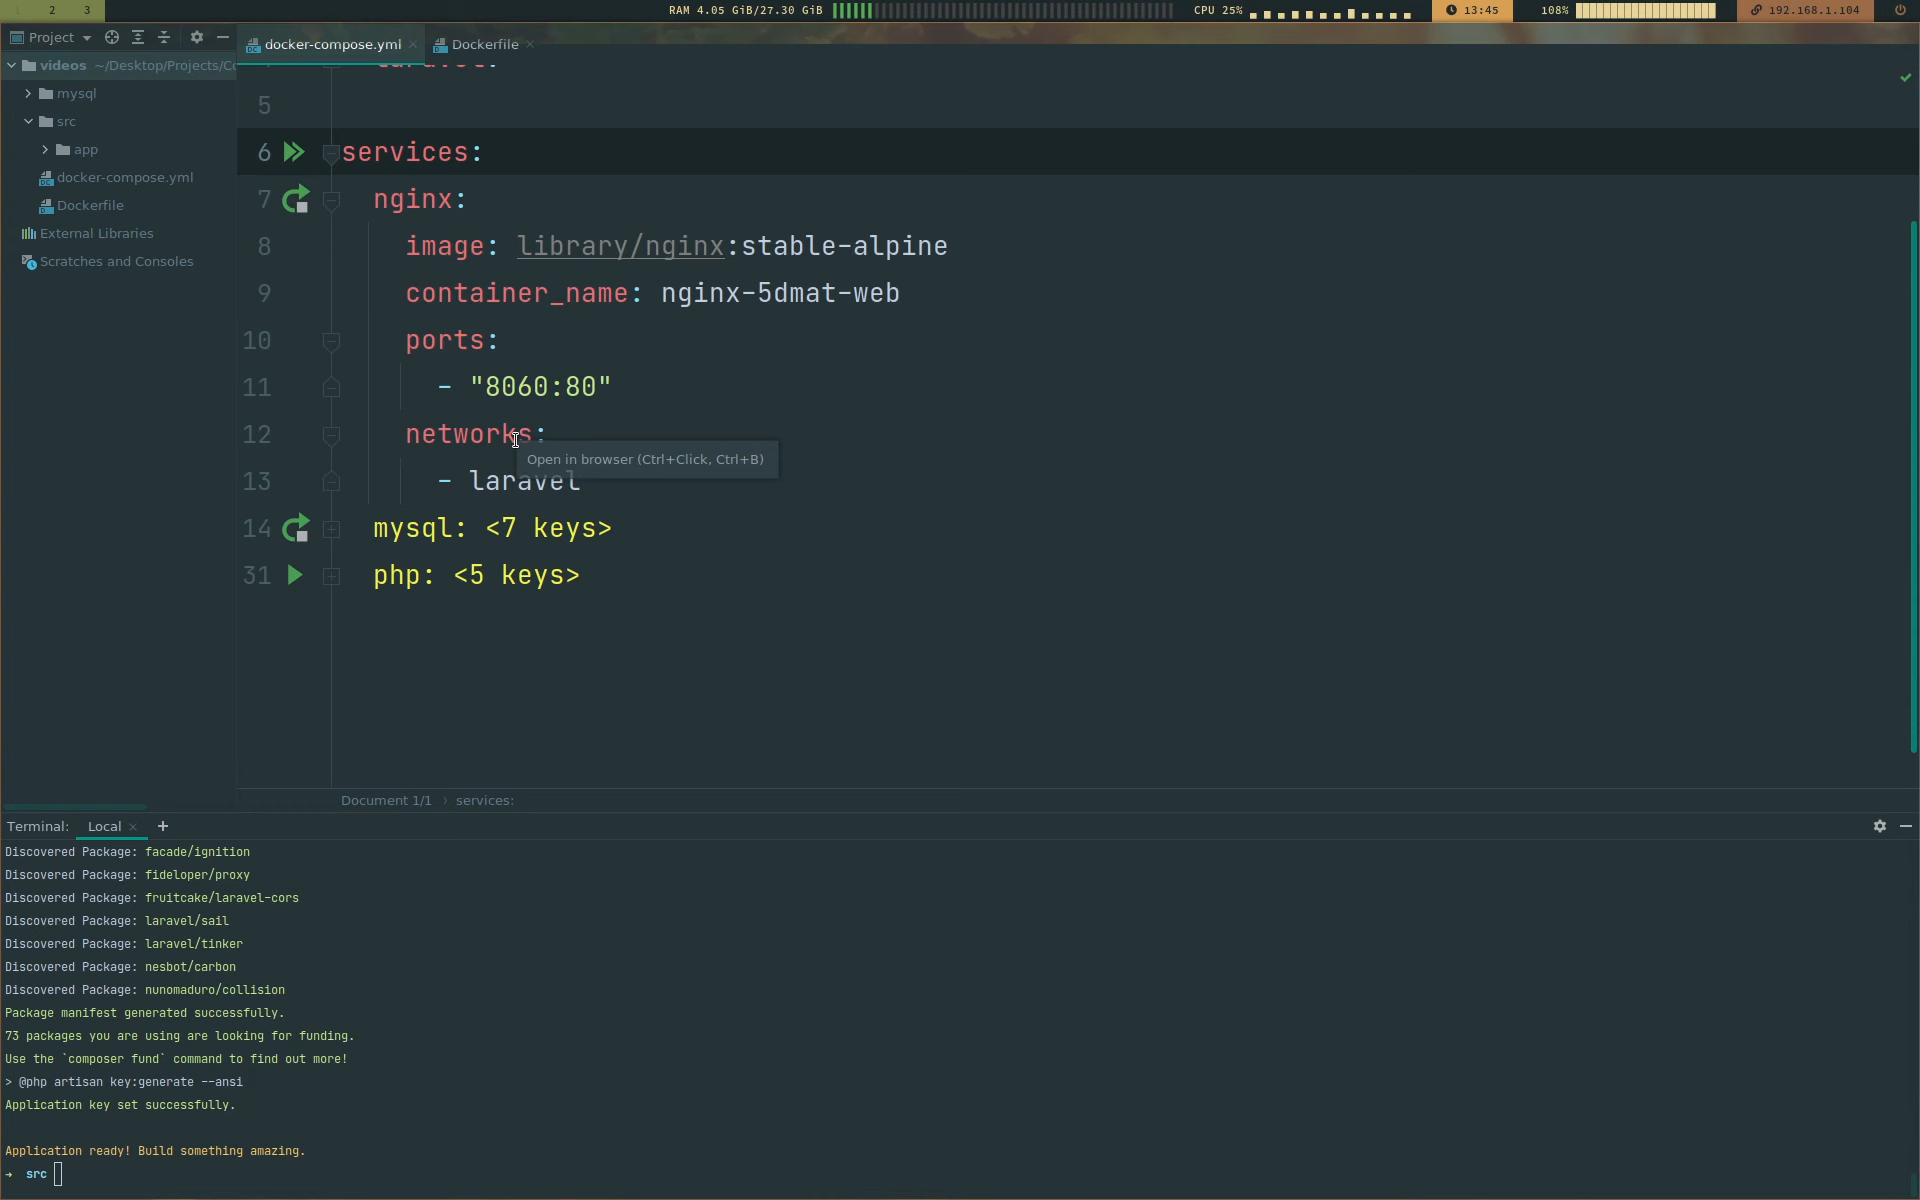 1 2 3 RAM 4.05 GiB/27.30 GiB CPU 25% 13:45 108% 192.168.1.104
Project
docker-compose.yml Dockerfile
videos ~/Desktop/Projects/Co
mysql
src
app
docker-compose.yml
Dockerfile
External Libraries
Scratches and Consoles
laravel:
5
6 services:
7 nginx:
8 image: library/nginx:stable-alpine
9 container_name: nginx-5dmat-web
10 ports:
11 - "8060:80"
12 networks:
Open in browser (Ctrl+Click, Ctrl+B)
13 - laravel
14 mysql: <7 keys>
31 php: <5 keys>
Document 1/1 › services:
Terminal: Local
Discovered Package: facade/ignition
Discovered Package: fideloper/proxy
Discovered Package: fruitcake/laravel-cors
Discovered Package: laravel/sail
Discovered Package: laravel/tinker
Discovered Package: nesbot/carbon
Discovered Package: nunomaduro/collision
Package manifest generated successfully.
73 packages you are using are looking for funding.
Use the `composer fund` command to find out more!
> @php artisan key:generate --ansi
Application key set successfully.
Application ready! Build something amazing.
→ src